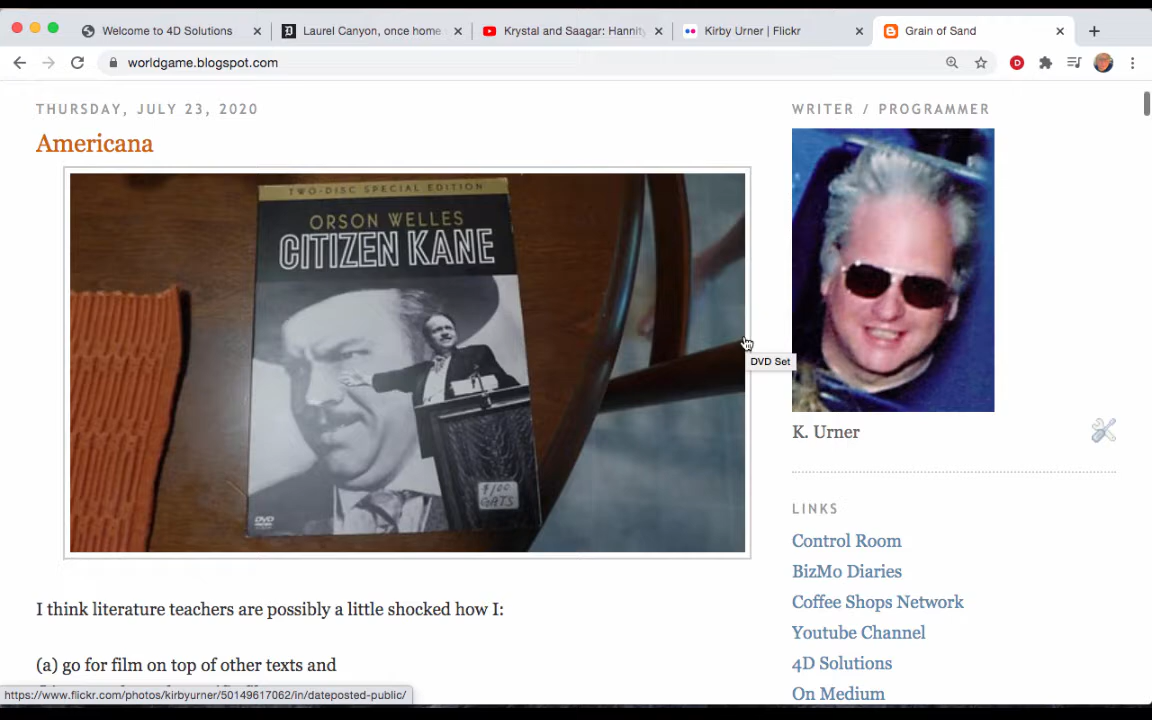 Welcome to 4D Solutions
Laurel Canyon, once home
Krystal and Saagar: Hannity
Kirby Urner | Flickr
Grain of Sand
worldgame.blogspot.com
THURSDAY, JULY 23, 2020
Americana
TWO-DISC SPECIAL EDITION
ORSON WELLES
CITIZEN KANE
DVD
DVD Set
I think literature teachers are possibly a little shocked how I:
(a) go for film on top of other texts and
https://www.flickr.com/photos/kirbyurner/50149617062/in/dateposted-public/
WRITER / PROGRAMMER
K. Urner
LINKS
Control Room
BizMo Diaries
Coffee Shops Network
Youtube Channel
4D Solutions
On Medium